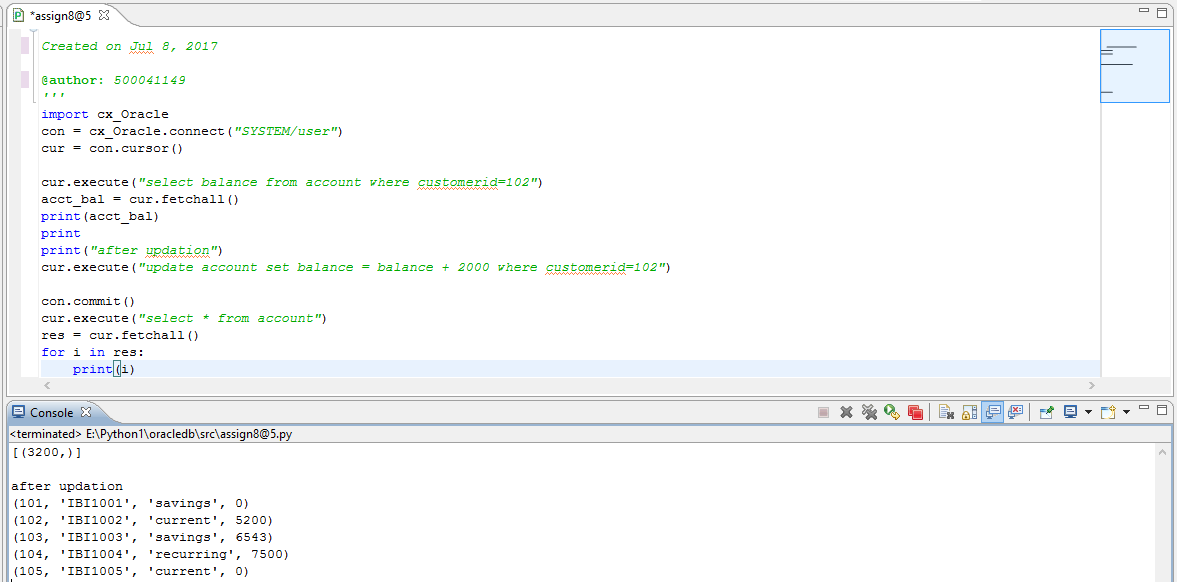 *assign8@5
Created on Jul 8, 2017
@author: 500041149
'''
import cx_Oracle
con = cx_Oracle.connect("SYSTEM/user")
cur = con.cursor()
cur.execute("select balance from account where customerid=102")
acct_bal = cur.fetchall()
print(acct_bal)
print
print("after updation")
cur.execute("update account set balance = balance + 2000 where customerid=102")
con.commit()
cur.execute("select * from account")
res = cur.fetchall()
for i in res:
    print(i)
Console
<terminated> E:\Python1\oracledb\src\assign8@5.py
[(3200,)]
after updation
(101, 'IBI1001', 'savings', 0)
(102, 'IBI1002', 'current', 5200)
(103, 'IBI1003', 'savings', 6543)
(104, 'IBI1004', 'recurring', 7500)
(105, 'IBI1005', 'current', 0)